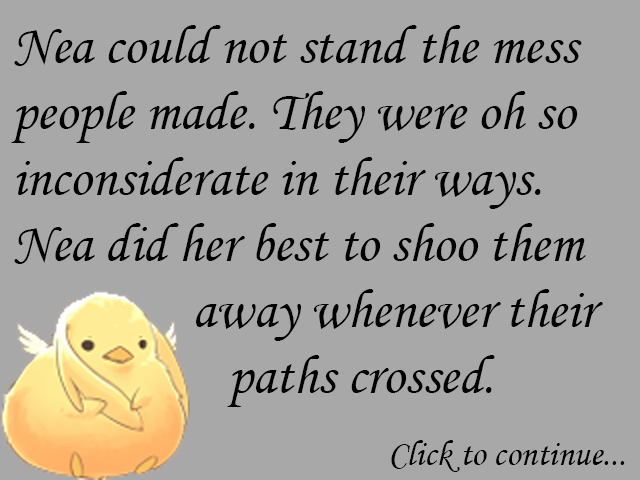 Nea could not stand the mess
people made. They were oh so
inconsiderate in their ways.
Nea did her best to shoo them
away whenever their
paths crossed.
Click to continue...